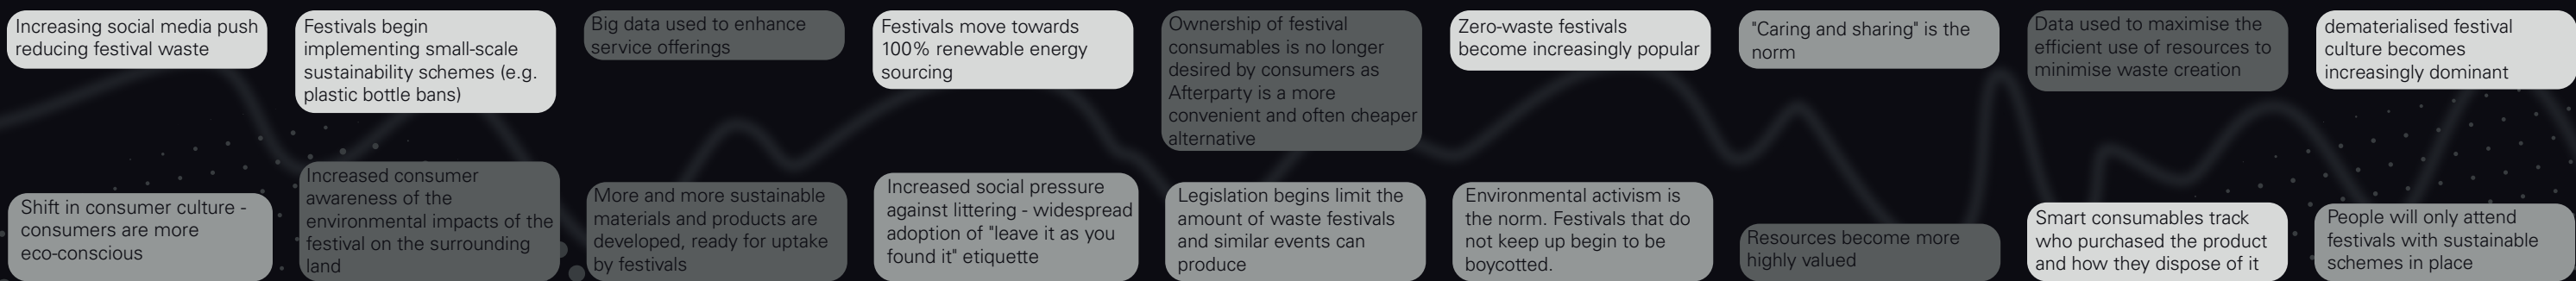 Increasing social media push
reducing festival waste
Festivals begin
implementing small-scale
sustainability schemes (e.g.
plastic bottle bans)
Big data used to enhance
service offerings
Festivals move towards
100% renewable energy
sourcing
Ownership of festival
consumables is no longer
desired by consumers as
Afterparty is a more
convenient and often cheaper
alternative
Zero-waste festivals
become increasingly popular
"Caring and sharing" is the
norm
Data used to maximise the
efficient use of resources to
minimise waste creation
dematerialised festival
culture becomes
increasingly dominant
Shift in consumer culture -
consumers are more
eco-conscious
Increased consumer
awareness of the
environmental impacts of the
festival on the surrounding
land
More and more sustainable
materials and products are
developed, ready for uptake
by festivals
Increased social pressure
against littering - widespread
adoption of "leave it as you
found it" etiquette
Legislation begins limit the
amount of waste festivals
and similar events can
produce
Environmental activism is
the norm. Festivals that do
not keep up begin to be
boycotted.
Resources become more
highly valued
Smart consumables track
who purchased the product
and how they dispose of it
People will only attend
festivals with sustainable
schemes in place